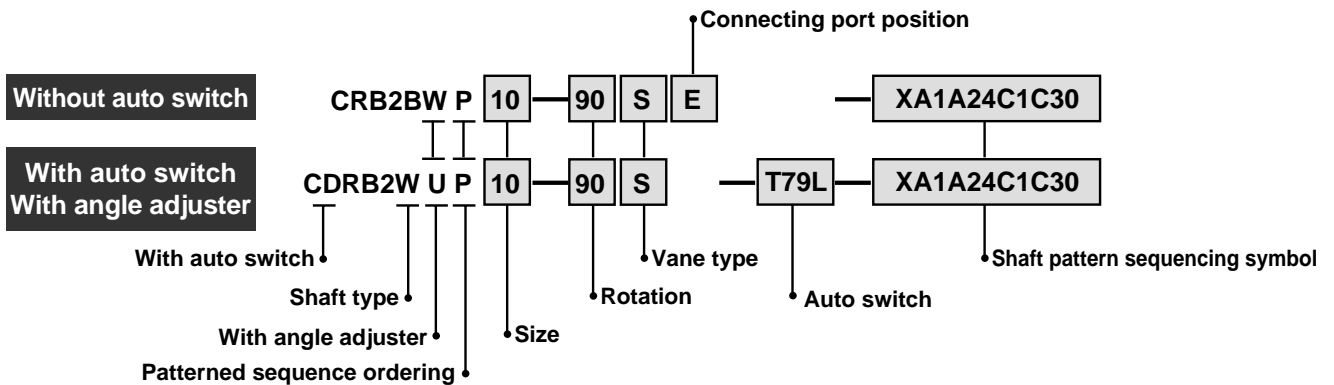 Connecting port position
Without auto switch CRB2BW P 10 — 90 S E — XA1A24C1C30
With auto switch
With angle adjuster
CDRB2W U P 10 — 90 S — T79L — XA1A24C1C30
With auto switch Vane type Shaft pattern sequencing symbol
Shaft type Rotation Auto switch
With angle adjuster Size
Patterned sequence ordering